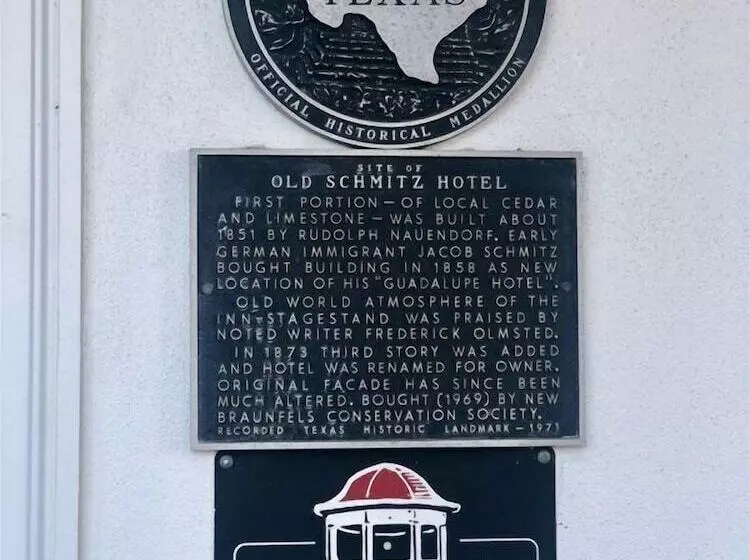 TEXAS
OFFICIAL HISTORICAL MEDALLION
SITE OF
OLD SCHMITZ HOTEL
FIRST PORTION — OF LOCAL CEDAR
AND LIMESTONE — WAS BUILT ABOUT
1851 BY RUDOLPH NAUENDORF. EARLY
GERMAN IMMIGRANT JACOB SCHMITZ
BOUGHT BUILDING IN 1858 AS NEW
LOCATION OF HIS "GUADALUPE HOTEL".
OLD WORLD ATMOSPHERE OF THE
INN-STAGESTAND WAS PRAISED BY
NOTED WRITER FREDERICK OLMSTED.
IN 1873 THIRD STORY WAS ADDED
AND HOTEL WAS RENAMED FOR OWNER.
ORIGINAL FACADE HAS SINCE BEEN
MUCH ALTERED. BOUGHT (1969) BY NEW
BRAUNFELS CONSERVATION SOCIETY.
RECORDED TEXAS HISTORIC LANDMARK — 1971